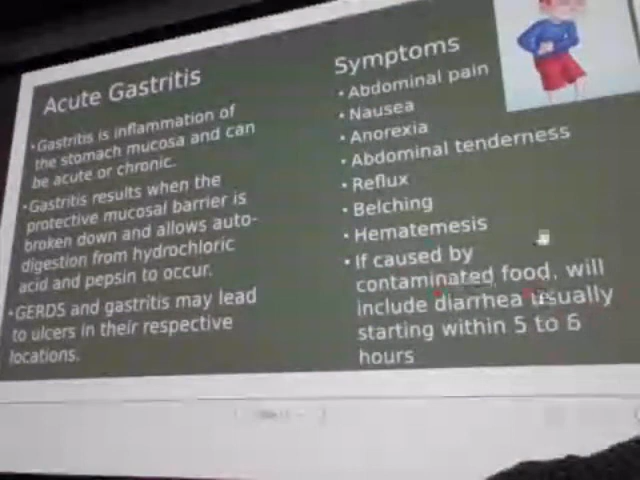 Acute Gastritis
•Gastritis is inflammation of
the stomach mucosa and can
be acute or chronic.
•Gastritis results when the
protective mucosal barrier is
broken down and allows auto-
digestion from hydrochloric
acid and pepsin to occur.
•GERDS and gastritis may lead
to ulcers in their respective
locations.
Symptoms
• Abdominal pain
• Nausea
• Anorexia
• Abdominal tenderness
• Reflux
• Belching
• Hematemesis
• If caused by
contaminated food, will
include diarrhea usually
starting within 5 to 6
hours